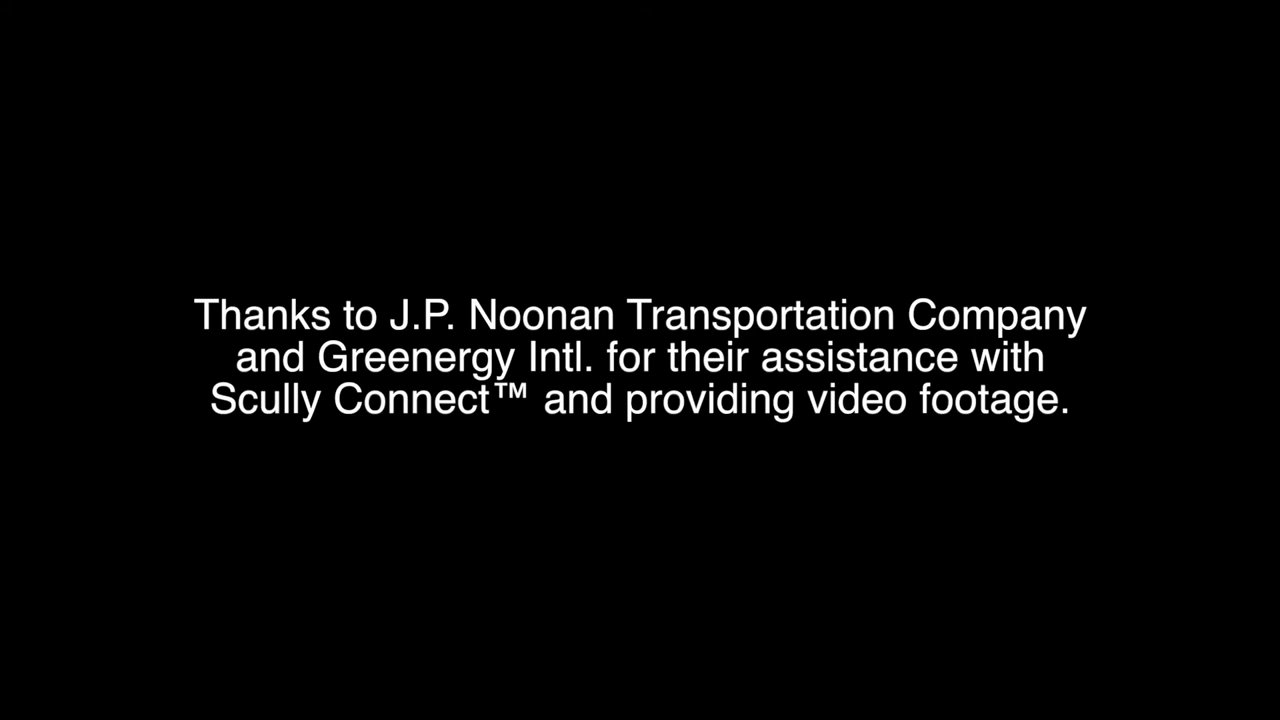 Thanks to J.P. Noonan Transportation Company
and Greenergy Intl. for their assistance with
Scully Connect™ and providing video footage.